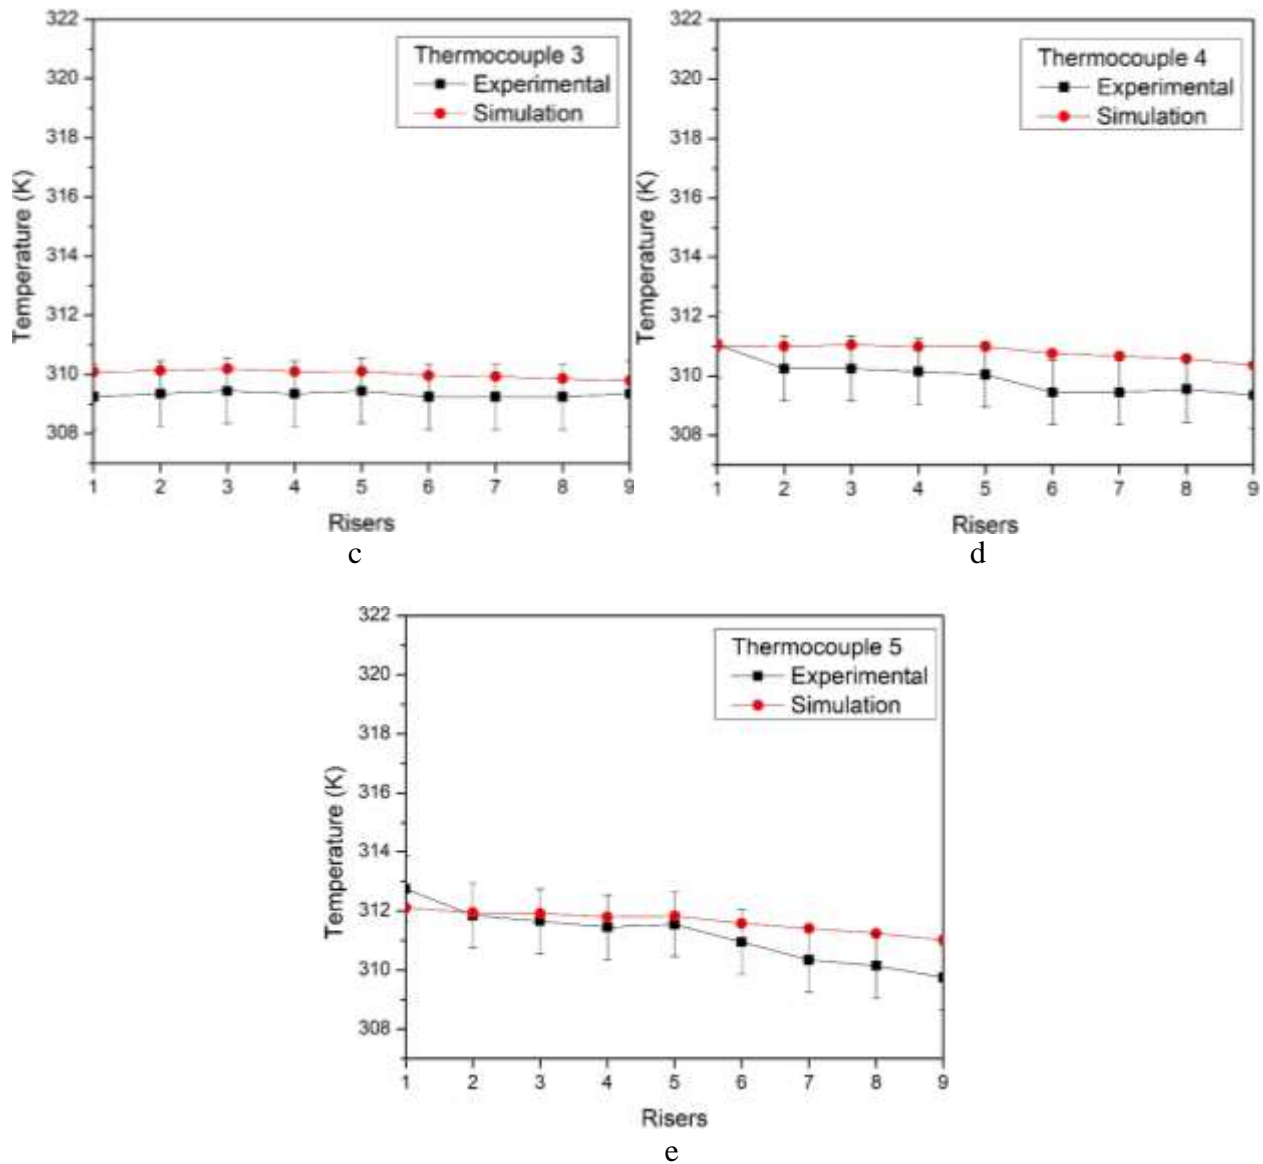 322
320
318
316
314
312
310
308
Temperature (K)
Thermocouple 3
Experimental
Simulation
1 2 3 4 5 6 7 8 9
Risers
c
322
320
318
316
314
312
310
308
Temperature (K)
Thermocouple 4
Experimental
Simulation
1 2 3 4 5 6 7 8 9
Risers
d
322
320
318
316
314
312
310
308
Temperature (K)
Thermocouple 5
Experimental
Simulation
1 2 3 4 5 6 7 8 9
Risers
e